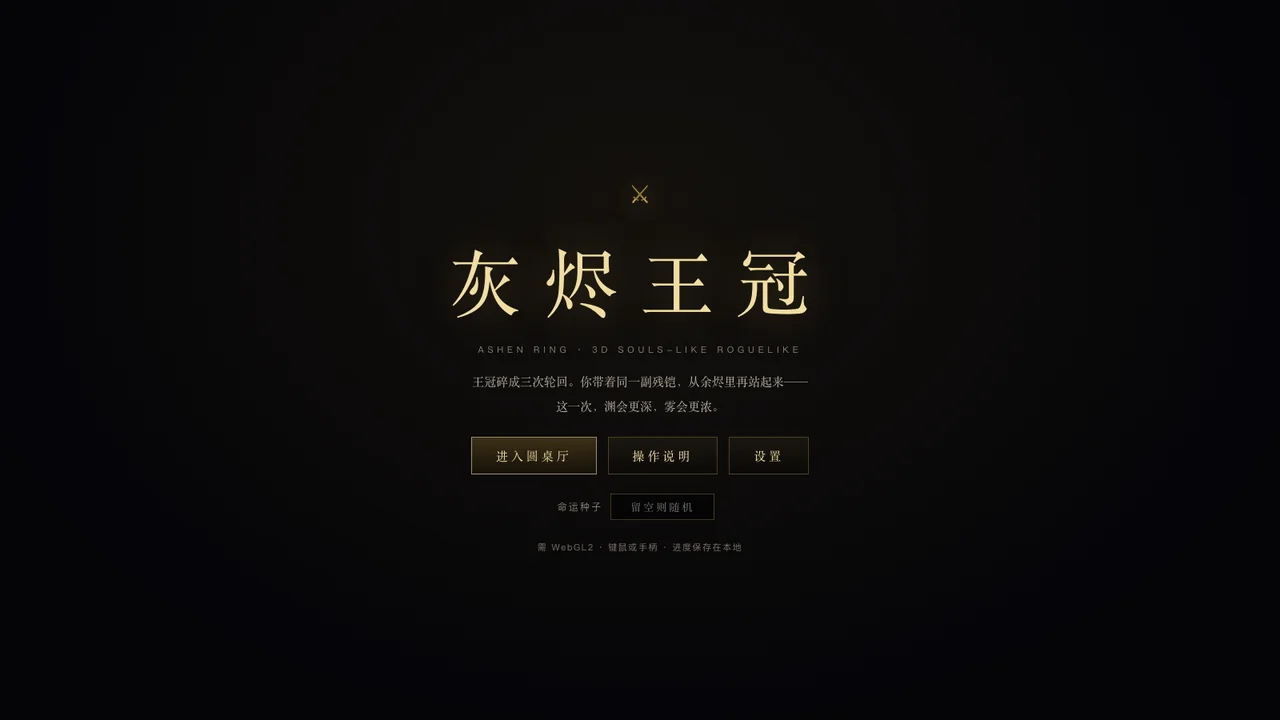 灰烬王冠
ASHEN RING · 3D SOULS-LIKE ROGUELIKE
王冠碎成三次轮回。你带着同一副残铠，从余烬里再站起来——
这一次，渊会更深，雾会更浓。
进入圆桌厅 操作说明 设置
命运种子 留空则随机
需 WebGL2 · 键鼠或手柄 · 进度保存在本地